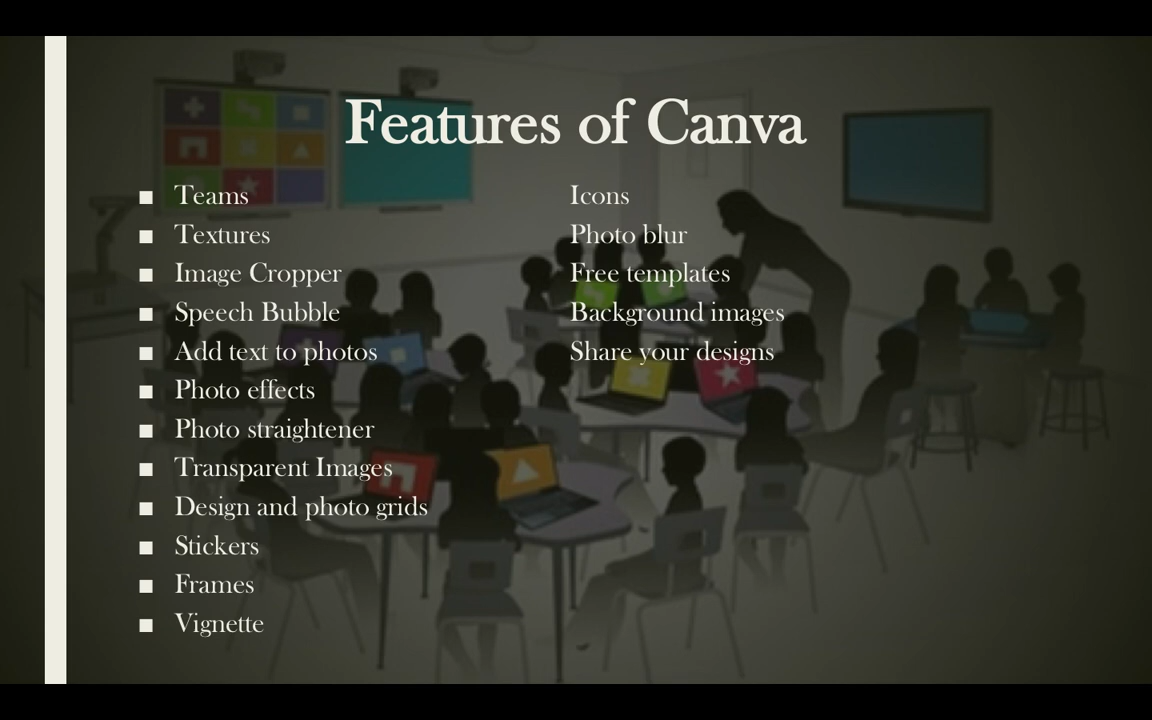 Features of Canva
Teams
Textures
Image Cropper
Speech Bubble
Add text to photos
Photo effects
Photo straightener
Transparent Images
Design and photo grids
Stickers
Frames
Vignette
Icons
Photo blur
Free templates
Background images
Share your designs